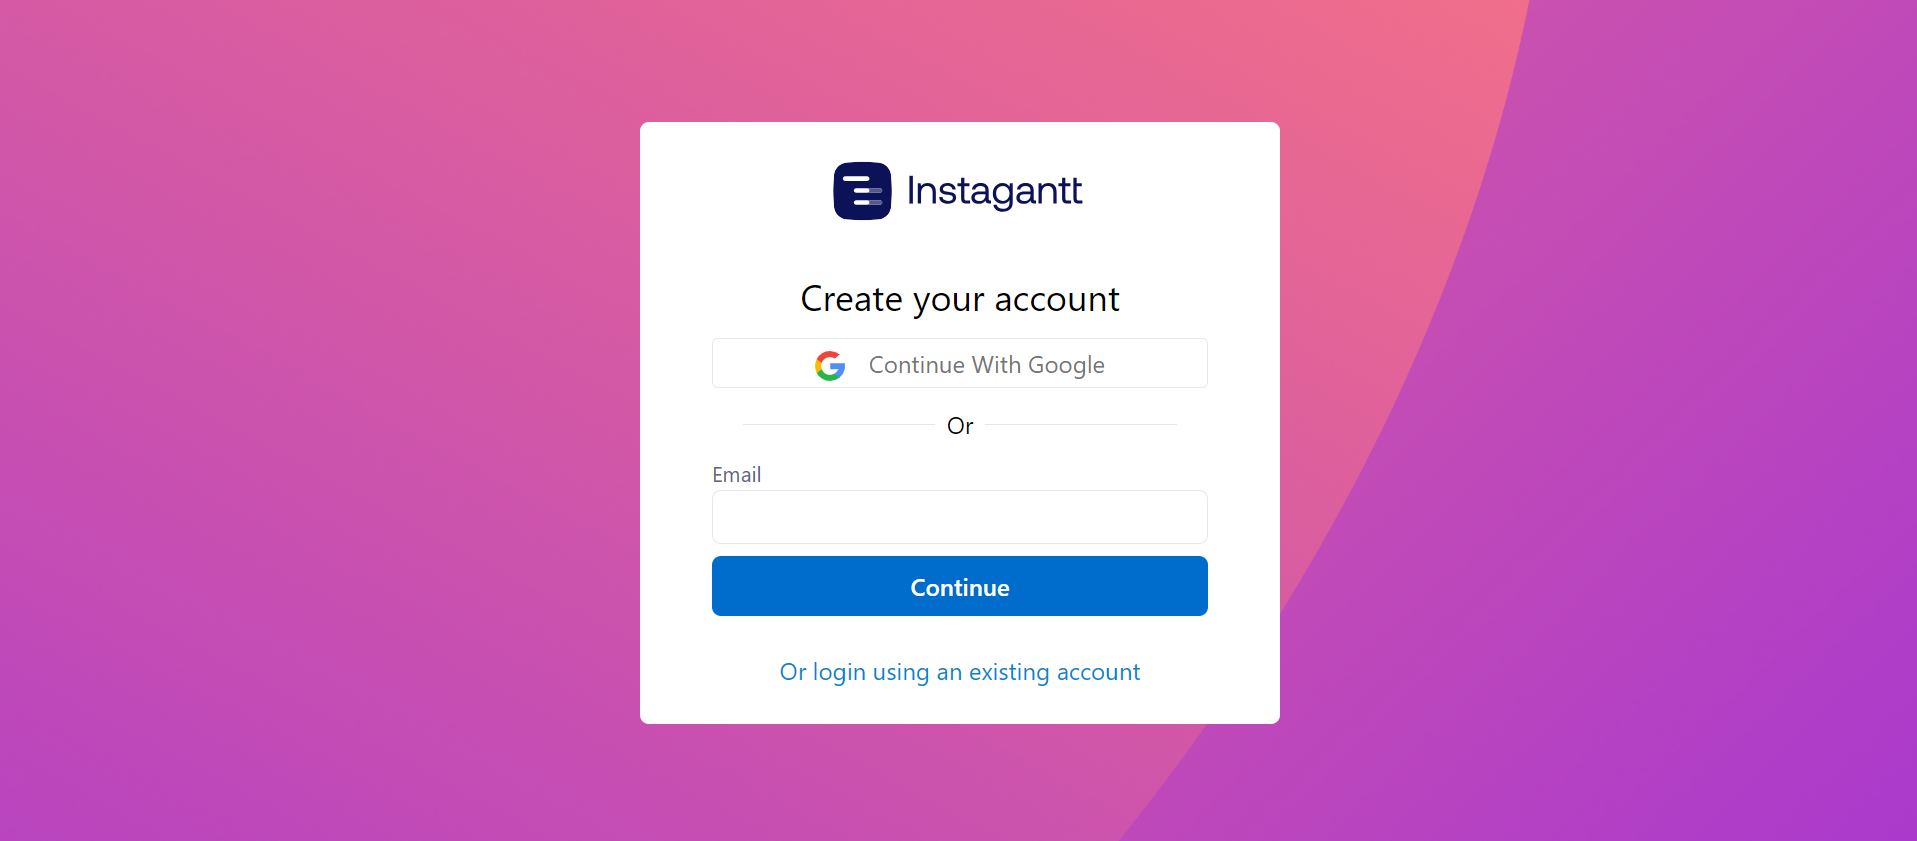 Instagantt
Create your account
Continue With Google
Or
Email
Continue
Or login using an existing account